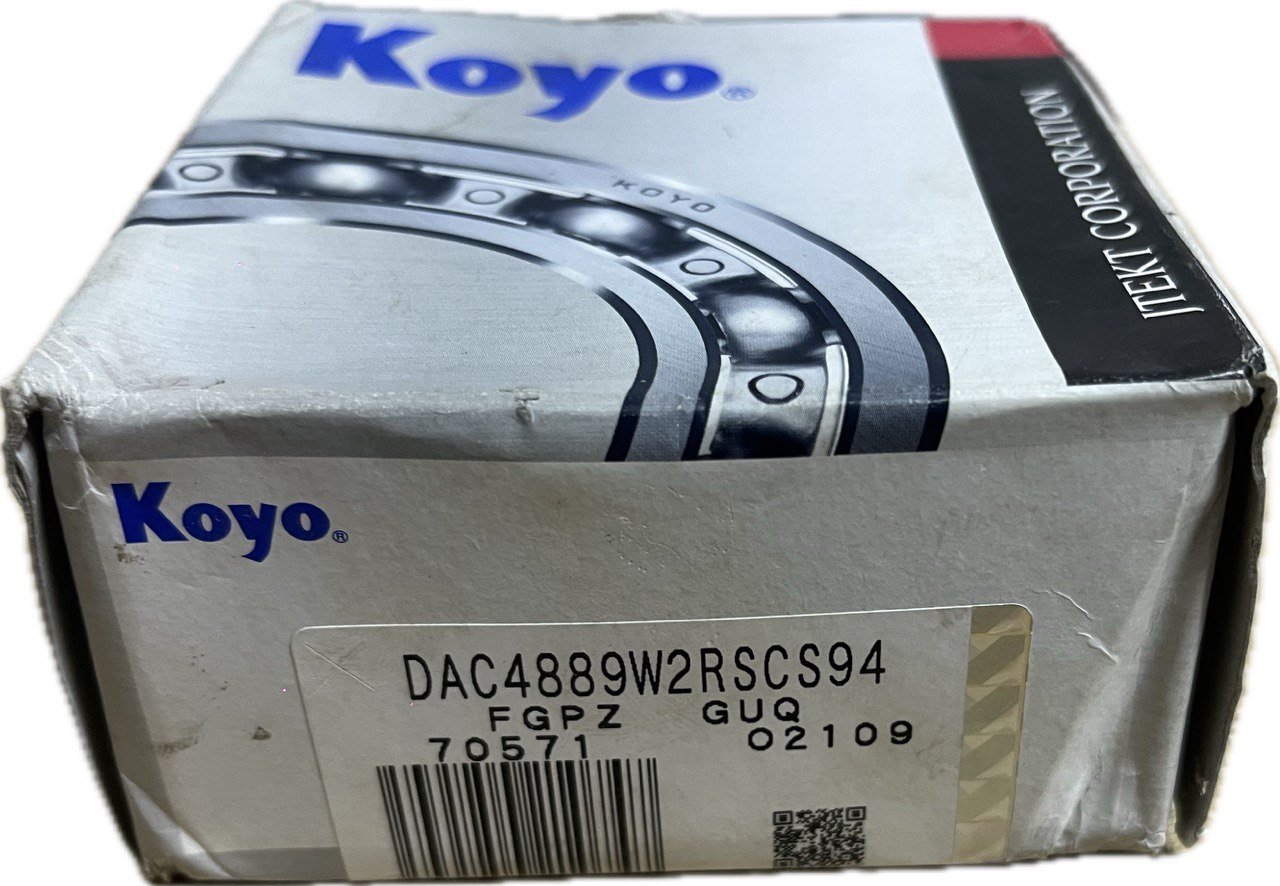 Koyo®
KOYO
JTEKT CORPORATION
Koyo®
DAC4889W2RSCS94
FGPZ GUQ
70571 02109